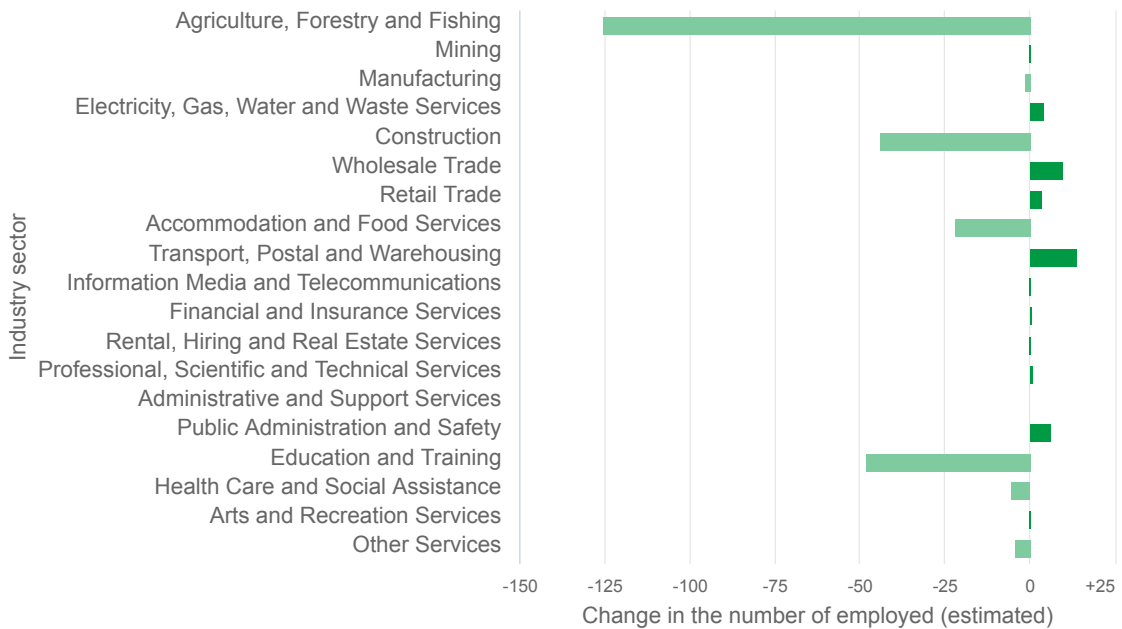 Industry sector
Agriculture, Forestry and Fishing
Mining
Manufacturing
Electricity, Gas, Water and Waste Services
Construction
Wholesale Trade
Retail Trade
Accommodation and Food Services
Transport, Postal and Warehousing
Information Media and Telecommunications
Financial and Insurance Services
Rental, Hiring and Real Estate Services
Professional, Scientific and Technical Services
Administrative and Support Services
Public Administration and Safety
Education and Training
Health Care and Social Assistance
Arts and Recreation Services
Other Services
-150 -125 -100 -75 -50 -25 0 +25
Change in the number of employed (estimated)